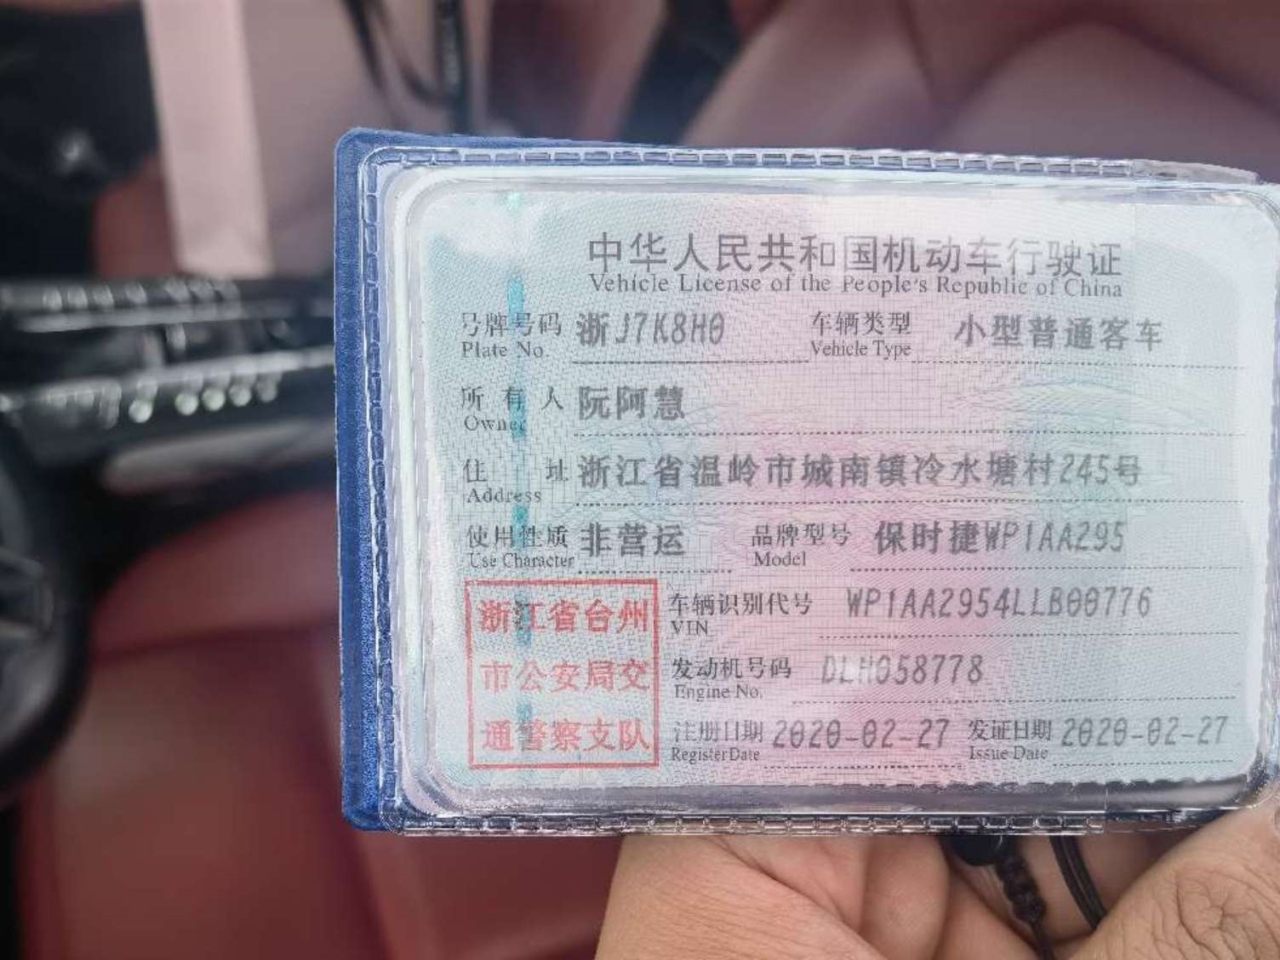 中华人民共和国机动车行驶证
Vehicle License of the People's Republic of China
号牌号码 浙J7K8H0 车辆类型 小型普通客车
Plate No. Vehicle Type
所有人 阮阿慧
Owner
住址 浙江省温岭市城南镇冷水塘村245号
Address
使用性质 非营运 品牌型号 保时捷WP1AA295
Use Character Model
浙江省台州
市公安局交
通警察支队
车辆识别代号 WP1AA2954LLB00776
VIN
发动机号码 DLH058778
Engine No.
注册日期 2020-02-27 发证日期 2020-02-27
Register Date Issue Date